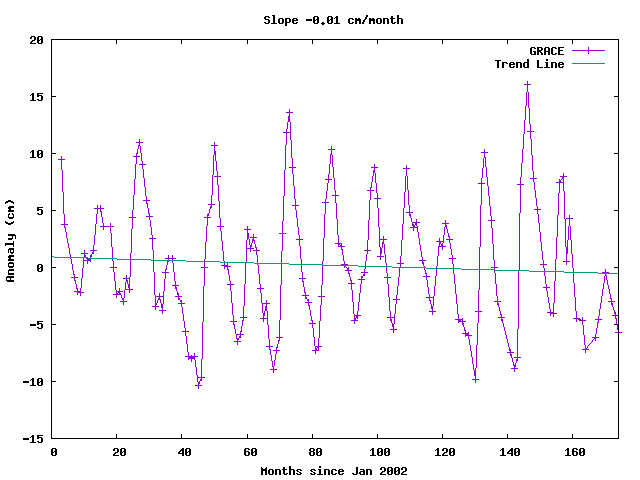 Slope -0.01 cm/month
GRACE
Trend Line
20
15
10
5
0
-5
-10
-15
Anomaly (cm)
0 20 40 60 80 100 120 140 160
Months since Jan 2002